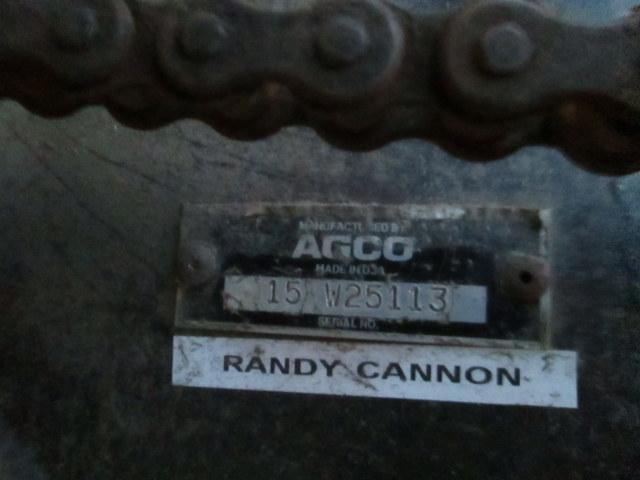 MANUFACTURED BY
AGCO
MADE IN USA
15 W25113
SERIAL NO.
RANDY CANNON